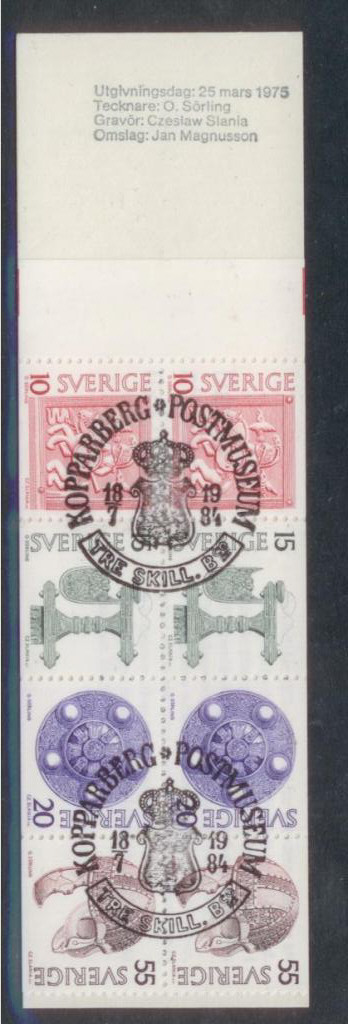 Utgivningsdag: 25 mars 1975
Tecknare: O. Sörling
Gravör: Czesław Slania
Omslag: Jan Magnusson
10 SVERIGE 10 SVERIGE
KOPPARBERG POSTMUSEUM
18 19
7 84
TRE SKILL. B
SVERIGE 15 SVERIGE 15
20 SVERIGE 20 SVERIGE
KOPPARBERG POSTMUSEUM
18 19
7 84
TRE SKILL. B
SVERIGE 55 SVERIGE 55